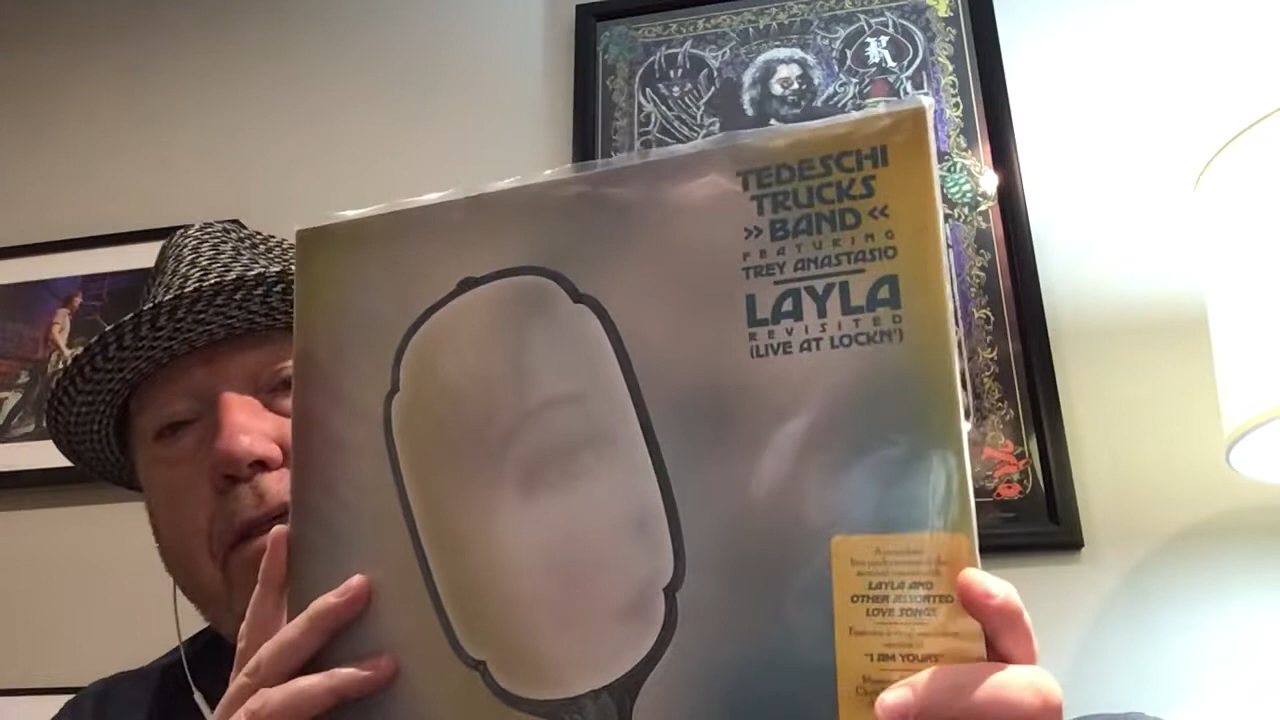 K
TEDESCHI
TRUCKS
»BAND«
FEATURING
TREY ANASTASIO
LAYLA
REVISITED
(LIVE AT LOCKN')
LAYLA AND
OTHER ASSORTED
LOVE SONGS
"I AM YOURS"